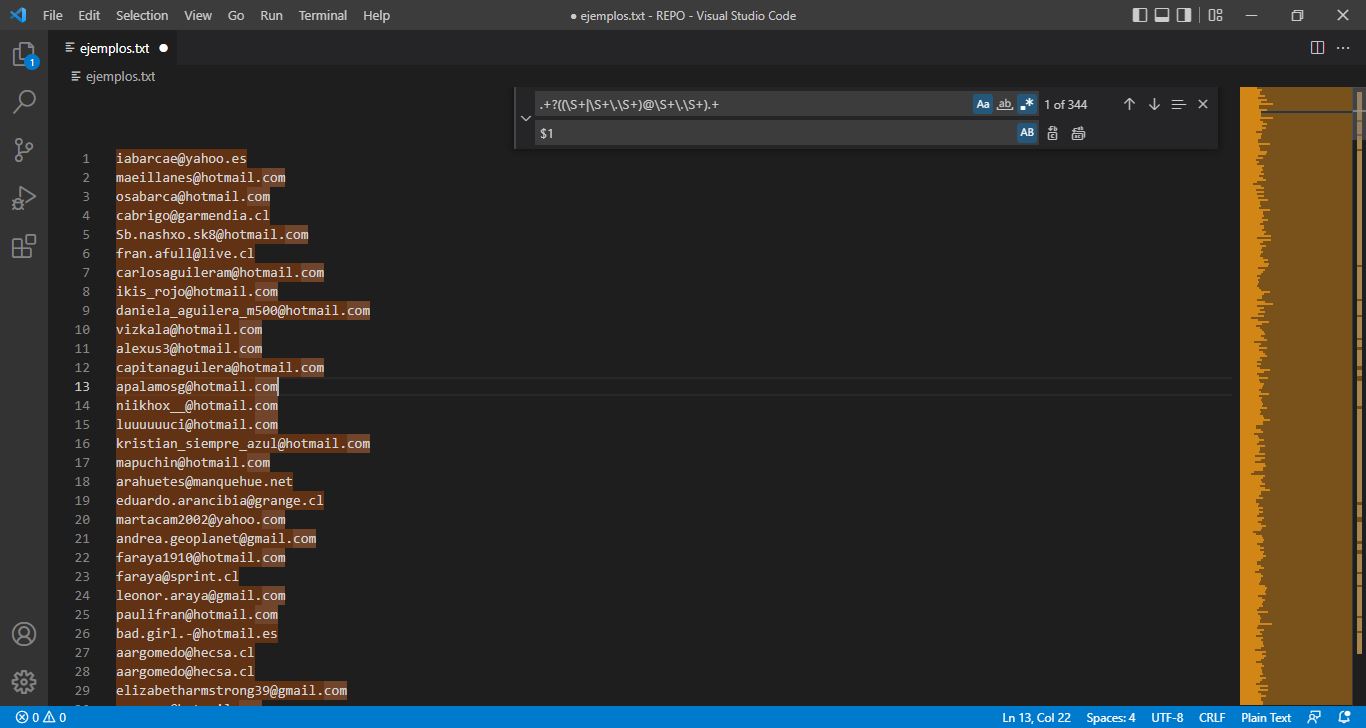 File Edit Selection View Go Run Terminal Help
● ejemplos.txt - REPO - Visual Studio Code
ejemplos.txt ●
ejemplos.txt
1
.+?((\S+|\S+\.\S+)@\S+\.\S+).+
Aa ab .* 1 of 344
$1
AB
1 iabarcae@yahoo.es
2 maeillanes@hotmail.com
3 osabarca@hotmail.com
4 cabrigo@garmendia.cl
5 Sb.nashxo.sk8@hotmail.com
6 fran.afull@live.cl
7 carlosaguileram@hotmail.com
8 ikis_rojo@hotmail.com
9 daniela_aguilera_m500@hotmail.com
10 vizkala@hotmail.com
11 alexus3@hotmail.com
12 capitanaguilera@hotmail.com
13 apalamosg@hotmail.com
14 niikhox__@hotmail.com
15 luuuuuuci@hotmail.com
16 kristian_siempre_azul@hotmail.com
17 mapuchin@hotmail.com
18 arahuetes@manquehue.net
19 eduardo.arancibia@grange.cl
20 martacam2002@yahoo.com
21 andrea.geoplanet@gmail.com
22 faraya1910@hotmail.com
23 faraya@sprint.cl
24 leonor.araya@gmail.com
25 paulifran@hotmail.com
26 bad.girl.-@hotmail.es
27 aargomedo@hecsa.cl
28 aargomedo@hecsa.cl
29 elizabetharmstrong39@gmail.com
0 0 Ln 13, Col 22 Spaces: 4 UTF-8 CRLF Plain Text